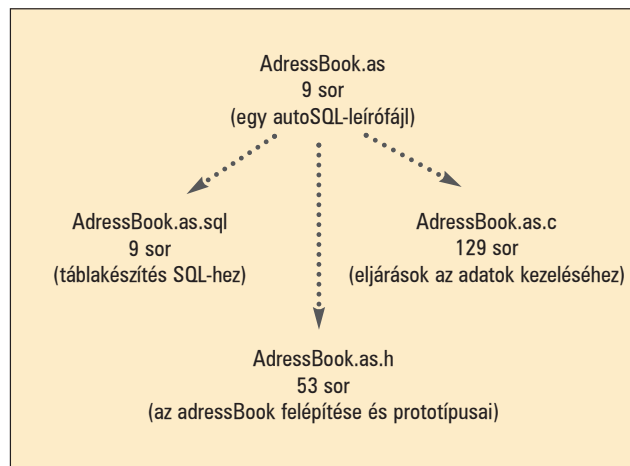 AdressBook.as
9 sor
(egy autoSQL-leírófájl)
AdressBook.as.sql
9 sor
(táblakészítés SQL-hez)
AdressBook.as.c
129 sor
(eljárások az adatok kezeléséhez)
AdressBook.as.h
53 sor
(az adressBook felépítése és prototípusai)